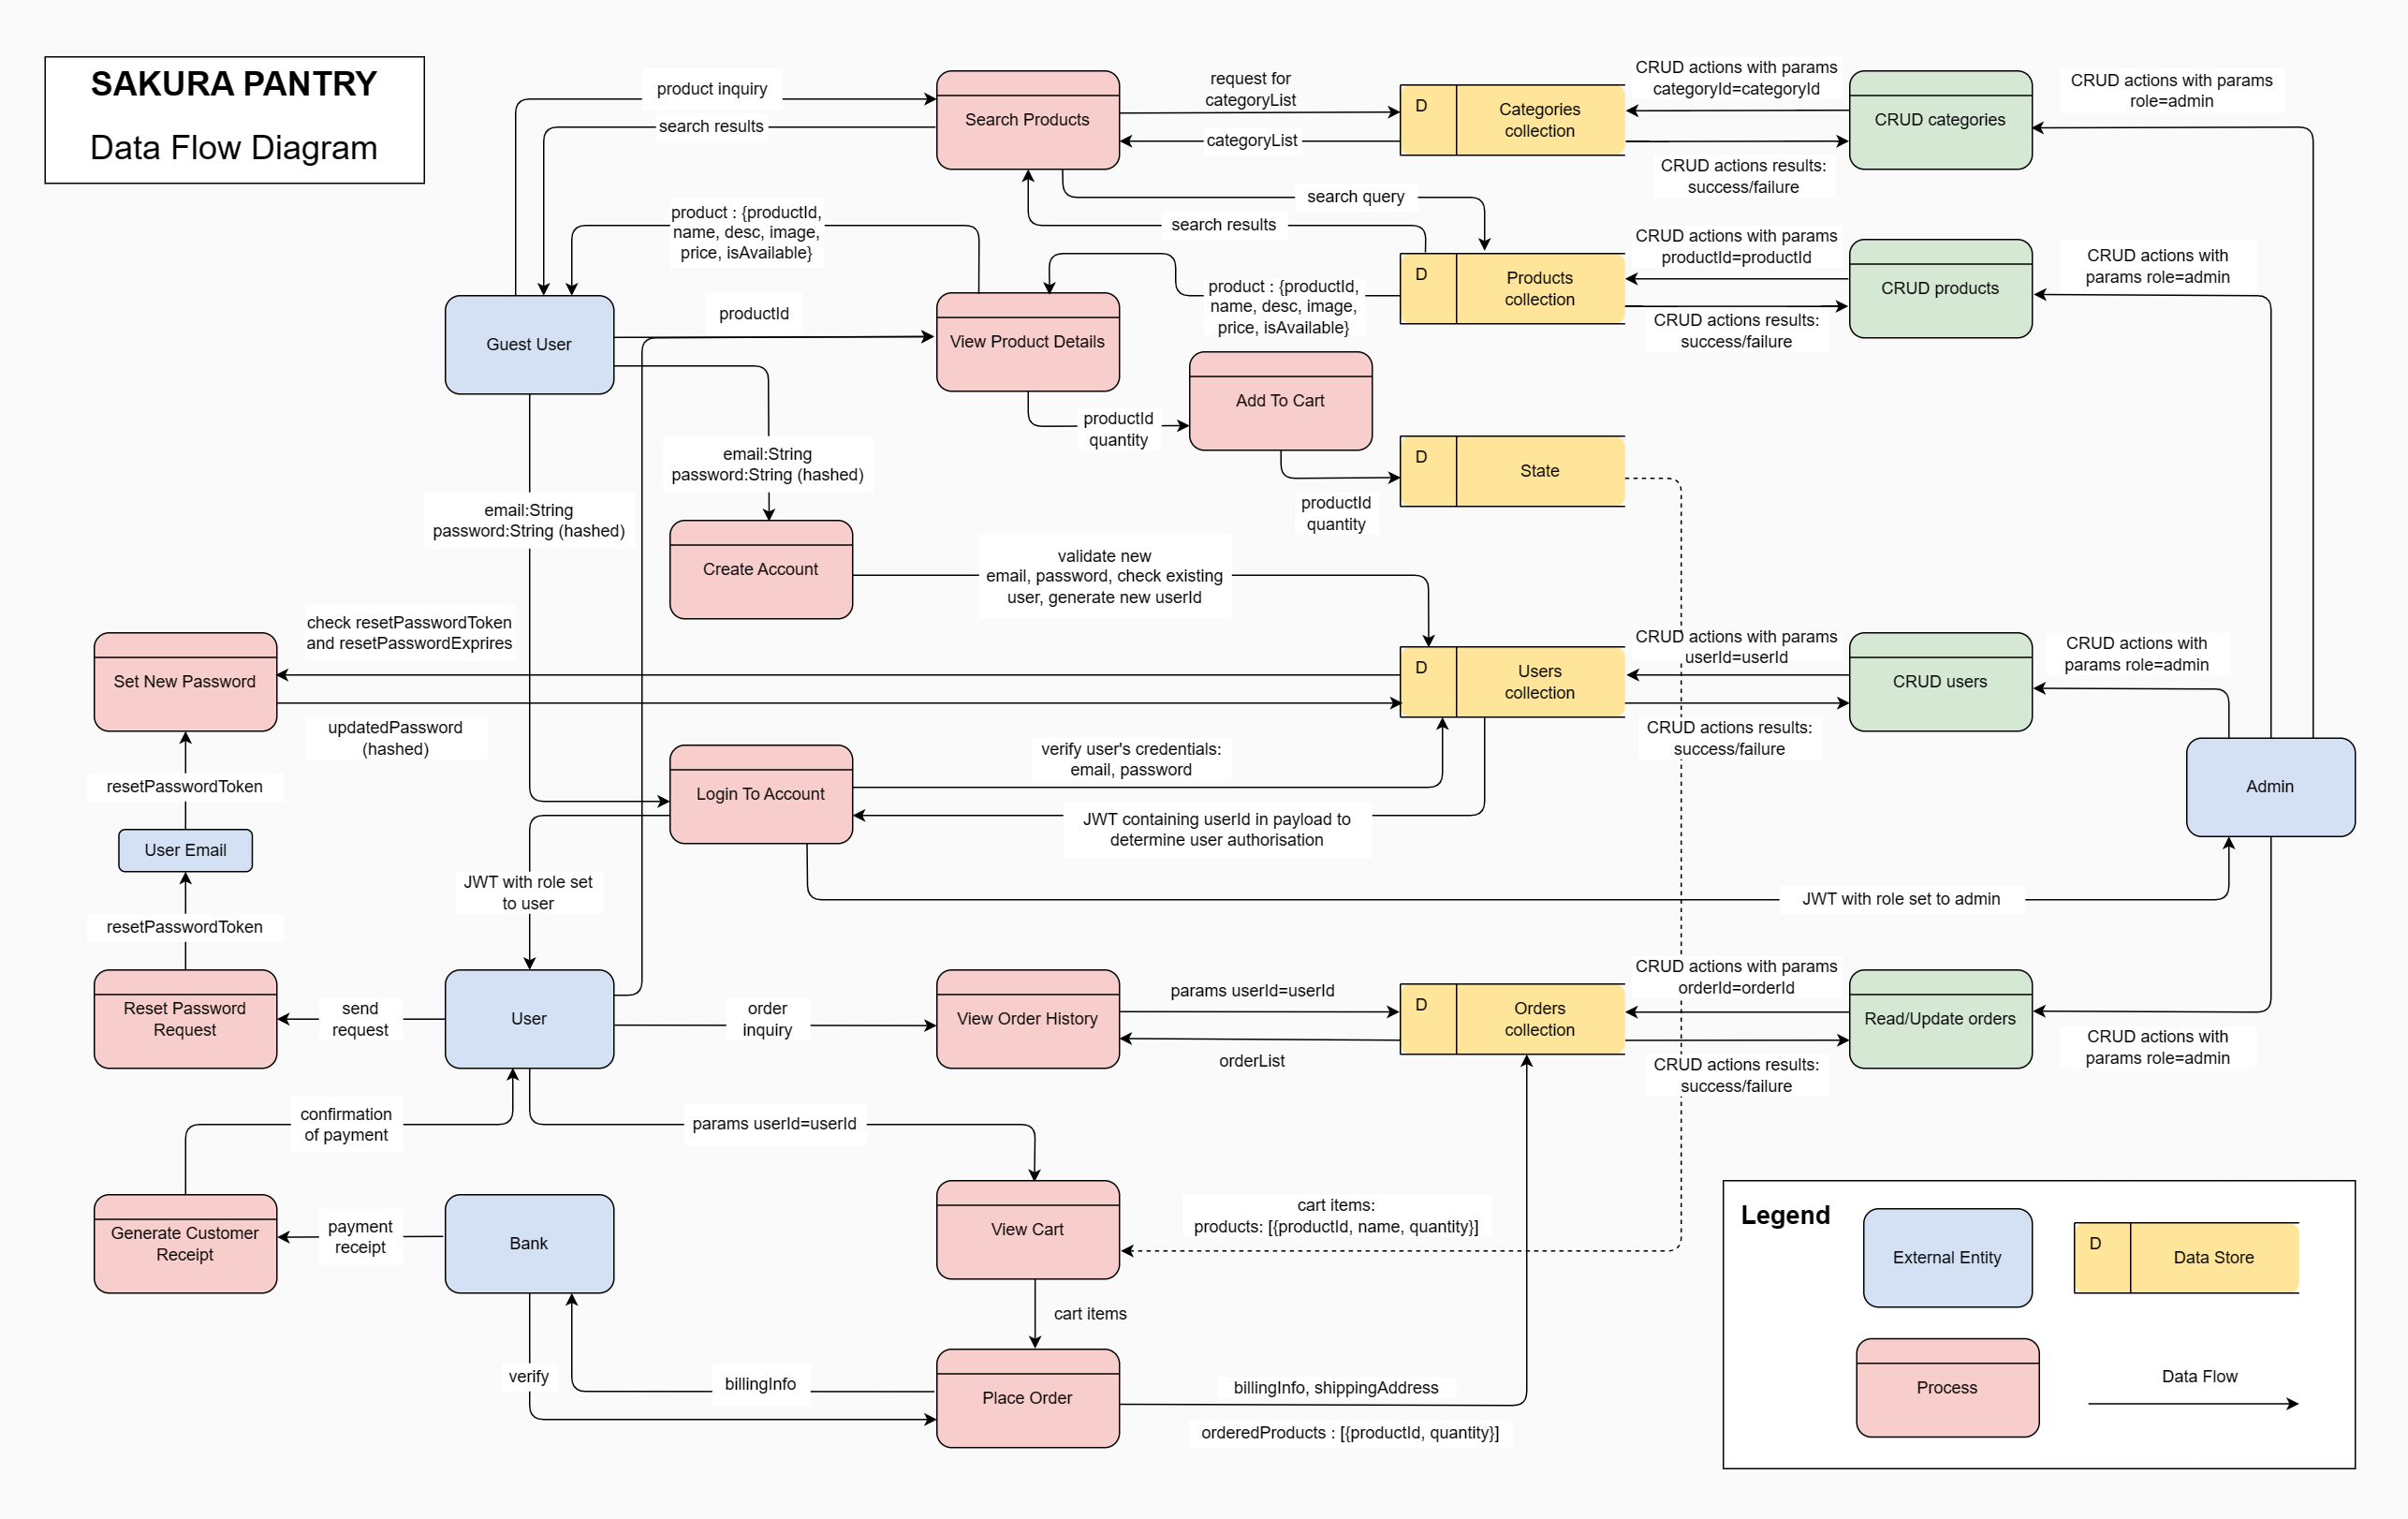 SAKURA PANTRY
Data Flow Diagram
product inquiry
search results
Search Products
request for
categoryList
categoryList
D
Categories
collection
CRUD actions with params
categoryId=categoryId
CRUD actions results:
success/failure
CRUD categories
CRUD actions with params
role=admin
search query
search results
product : {productId,
name, desc, image,
price, isAvailable}
Guest User
productId
View Product Details
product : {productId,
name, desc, image,
price, isAvailable}
D
Products
collection
CRUD actions with params
productId=productId
CRUD actions results:
success/failure
CRUD products
CRUD actions with
params role=admin
productId
quantity
Add To Cart
productId
quantity
D
State
email:String
password:String (hashed)
email:String
password:String (hashed)
Create Account
validate new
email, password, check existing
user, generate new userId
check resetPasswordToken
and resetPasswordExprires
Set New Password
updatedPassword
(hashed)
D
Users
collection
CRUD actions with params
userId=userId
CRUD actions results:
success/failure
CRUD users
CRUD actions with
params role=admin
resetPasswordToken
User Email
resetPasswordToken
Login To Account
verify user's credentials:
email, password
JWT containing userId in payload to
determine user authorisation
Admin
JWT with role set
to user
JWT with role set to admin
Reset Password
Request
send
request
User
order
inquiry
View Order History
params userId=userId
orderList
D
Orders
collection
CRUD actions with params
orderId=orderId
CRUD actions results:
success/failure
Read/Update orders
CRUD actions with
params role=admin
confirmation
of payment
params userId=userId
Generate Customer
Receipt
payment
receipt
Bank
View Cart
cart items:
products: [{productId, name, quantity}]
cart items
verify
billingInfo
Place Order
billingInfo, shippingAddress
orderedProducts : [{productId, quantity}]
Legend
External Entity
D
Data Store
Process
Data Flow